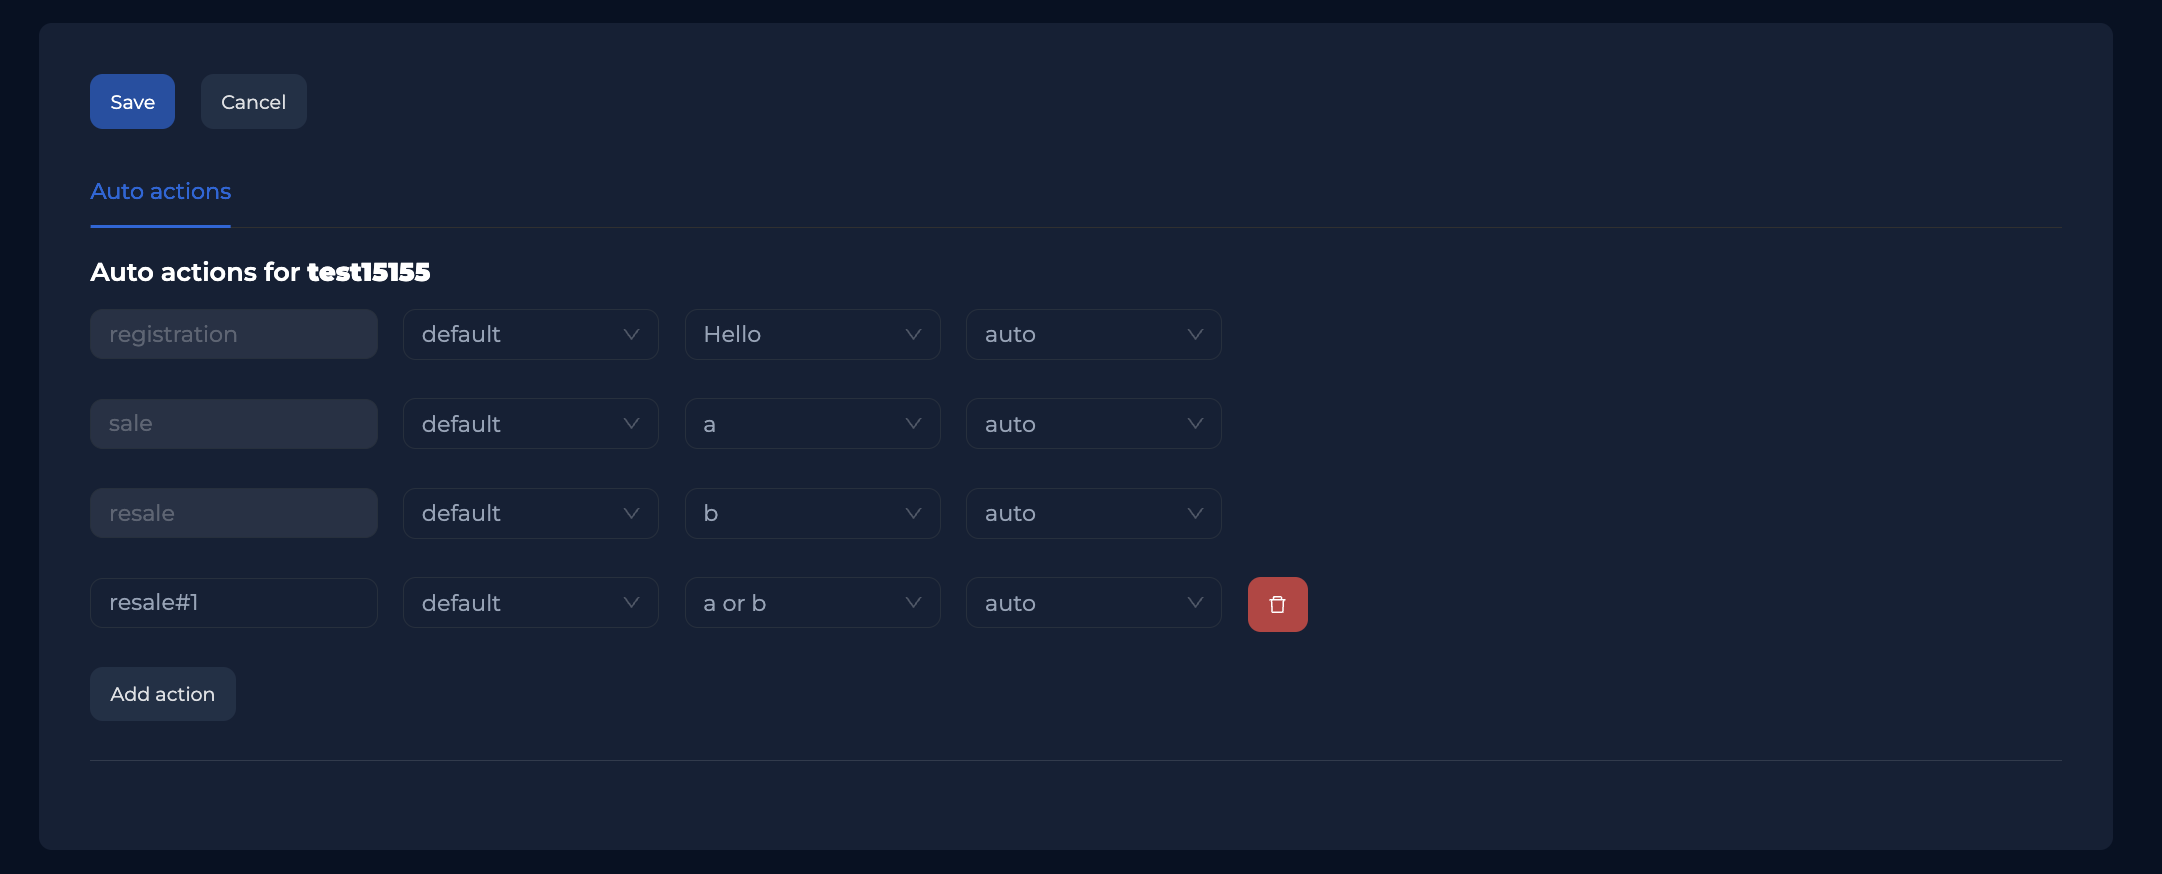 Save Cancel
Auto actions
Auto actions for test15155
registration default Hello auto
sale default a auto
resale default b auto
resale#1 default a or b auto
Add action